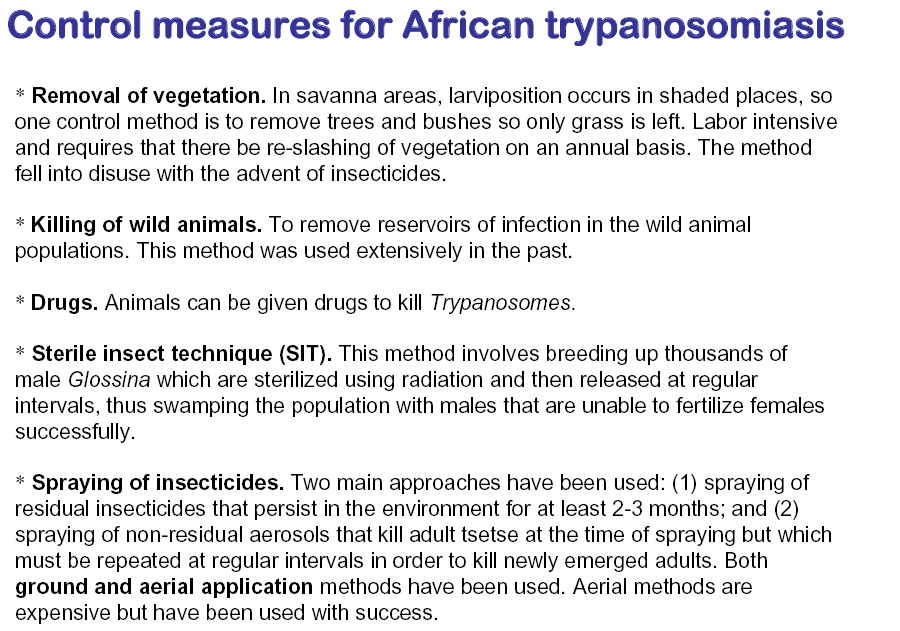 Control measures for African trypanosomiasis
* Removal of vegetation. In savanna areas, larviposition occurs in shaded places, so
one control method is to remove trees and bushes so only grass is left. Labor intensive
and requires that there be re-slashing of vegetation on an annual basis. The method
fell into disuse with the advent of insecticides.
* Killing of wild animals. To remove reservoirs of infection in the wild animal
populations. This method was used extensively in the past.
* Drugs. Animals can be given drugs to kill Trypanosomes.
* Sterile insect technique (SIT). This method involves breeding up thousands of
male Glossina which are sterilized using radiation and then released at regular
intervals, thus swamping the population with males that are unable to fertilize females
successfully.
* Spraying of insecticides. Two main approaches have been used: (1) spraying of
residual insecticides that persist in the environment for at least 2-3 months; and (2)
spraying of non-residual aerosols that kill adult tsetse at the time of spraying but which
must be repeated at regular intervals in order to kill newly emerged adults. Both
ground and aerial application methods have been used. Aerial methods are
expensive but have been used with success.